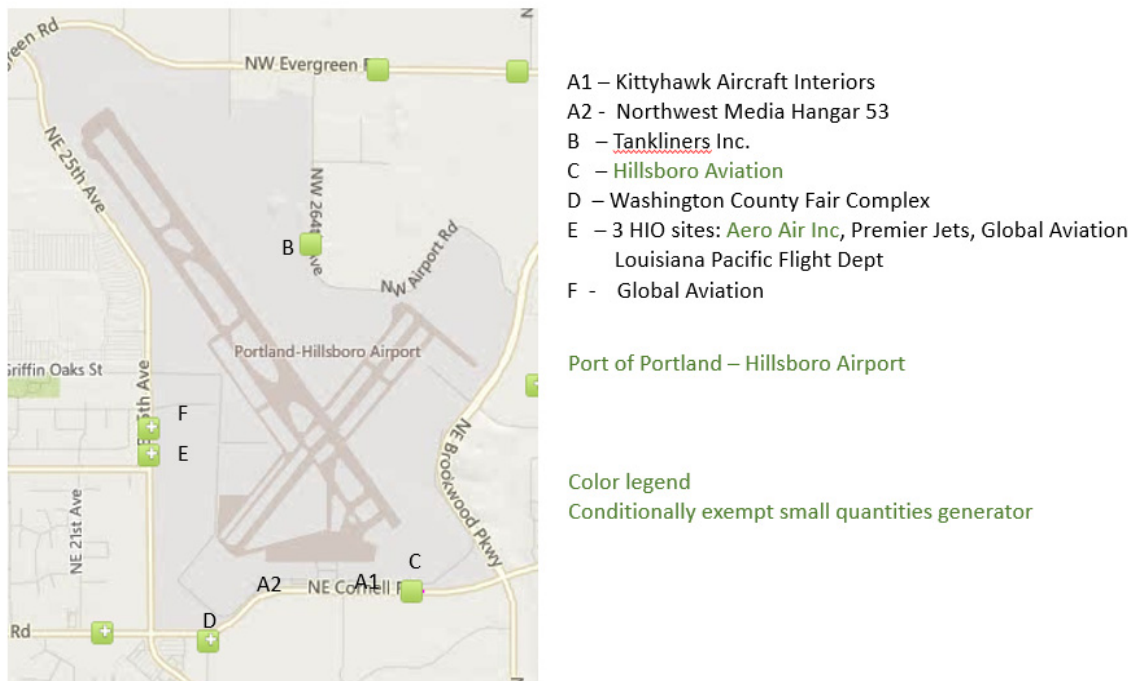 green Rd
N
NW Evergreen
NE 25th Ave
NW 264th Ave
B
NW Airport Rd
Portland-Hillsboro Airport
Griffin Oaks St
5th Ave
F
E
NE Brookwood Pkwy
NE 21st Ave
C
A2
NE Cornell
A1
D
Rd
N
A1 – Kittyhawk Aircraft Interiors
A2 - Northwest Media Hangar 53
B – Tankliners Inc.
C – Hillsboro Aviation
D – Washington County Fair Complex
E – 3 HIO sites: Aero Air Inc, Premier Jets, Global Aviation
Louisiana Pacific Flight Dept
F - Global Aviation
Port of Portland – Hillsboro Airport
Color legend
Conditionally exempt small quantities generator